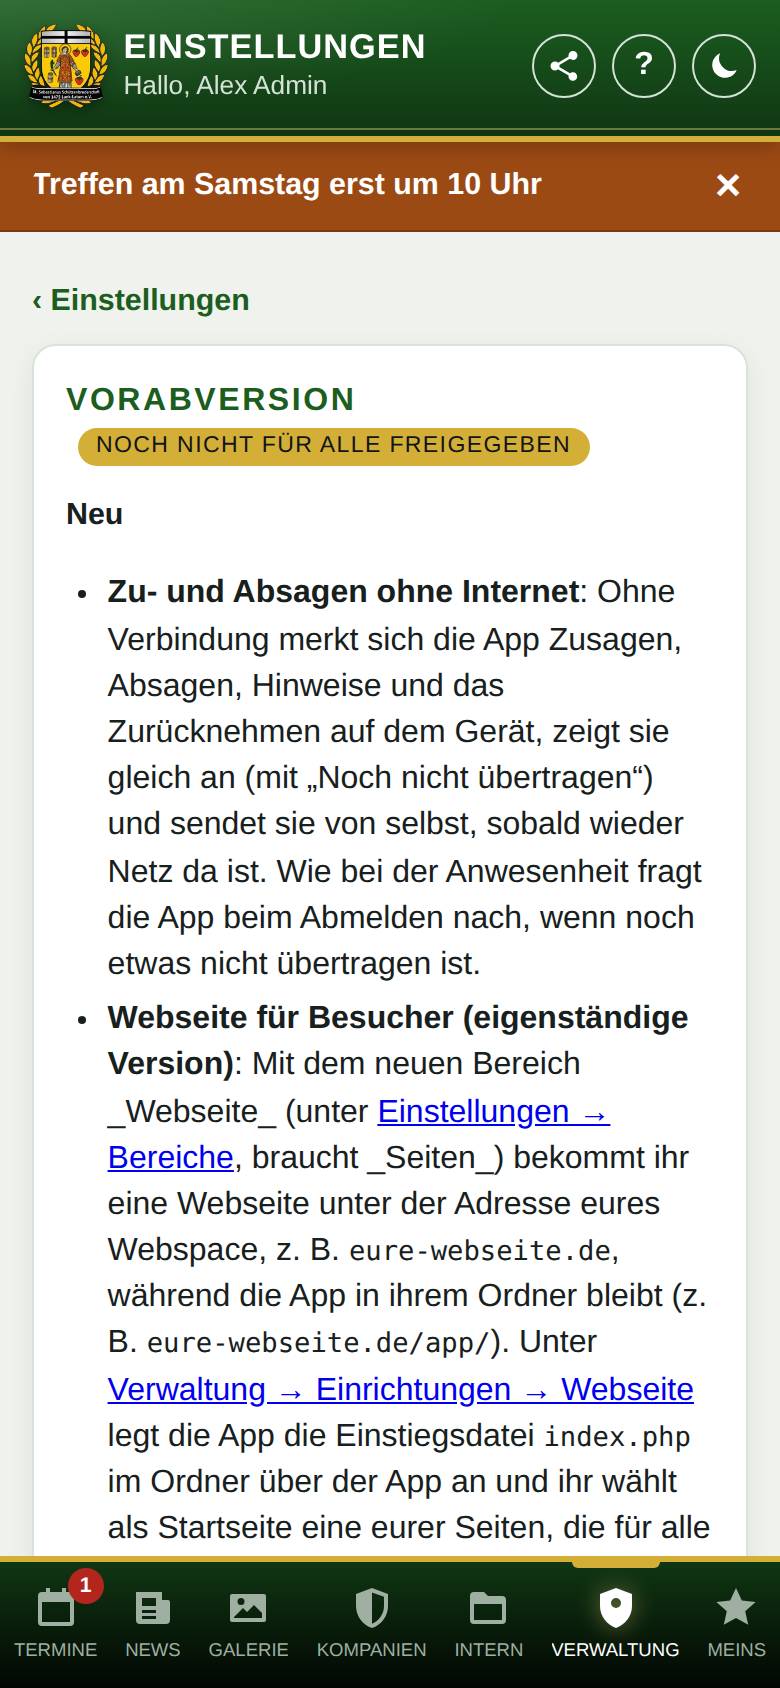 EINSTELLUNGEN
Hallo, Alex Admin
?
Treffen am Samstag erst um 10 Uhr
×
‹ Einstellungen
VORABVERSION
NOCH NICHT FÜR ALLE FREIGEGEBEN
Neu
• Zu- und Absagen ohne Internet: Ohne
Verbindung merkt sich die App Zusagen,
Absagen, Hinweise und das
Zurücknehmen auf dem Gerät, zeigt sie
gleich an (mit „Noch nicht übertragen“)
und sendet sie von selbst, sobald wieder
Netz da ist. Wie bei der Anwesenheit fragt
die App beim Abmelden nach, wenn noch
etwas nicht übertragen ist.
• Webseite für Besucher (eigenständige
Version): Mit dem neuen Bereich
_Webseite_ (unter Einstellungen →
Bereiche, braucht _Seiten_) bekommt ihr
eine Webseite unter der Adresse eures
Webspace, z. B. eure-webseite.de,
während die App in ihrem Ordner bleibt (z.
B. eure-webseite.de/app/). Unter
Verwaltung → Einrichtungen → Webseite
legt die App die Einstiegsdatei index.php
im Ordner über der App an und ihr wählt
als Startseite eine eurer Seiten, die für alle
1
TERMINE NEWS GALERIE KOMPANIEN INTERN VERWALTUNG MEINS